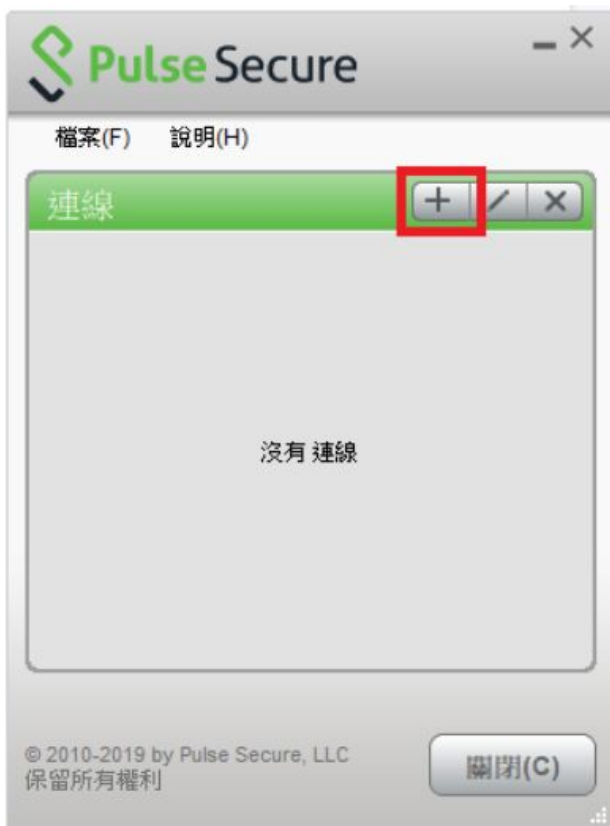 Pulse Secure
檔案(F) 說明(H)
連線
沒有 連線
© 2010-2019 by Pulse Secure, LLC
保留所有權利
關閉(C)